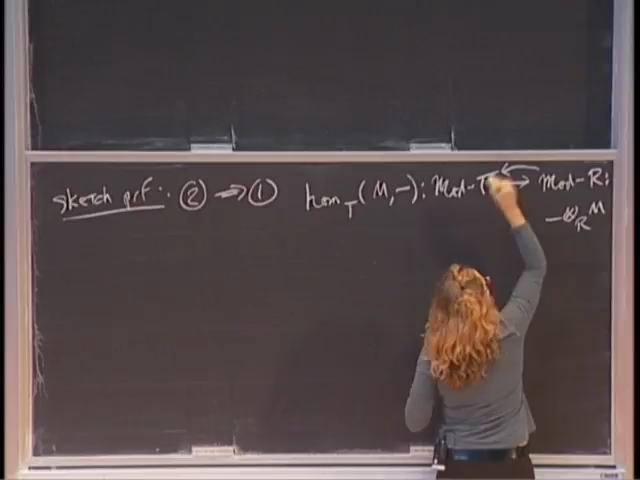 sketch prf: ② → ① hom_T(M,-): Mod-T ⇄ Mod-R:
-⊗_R M